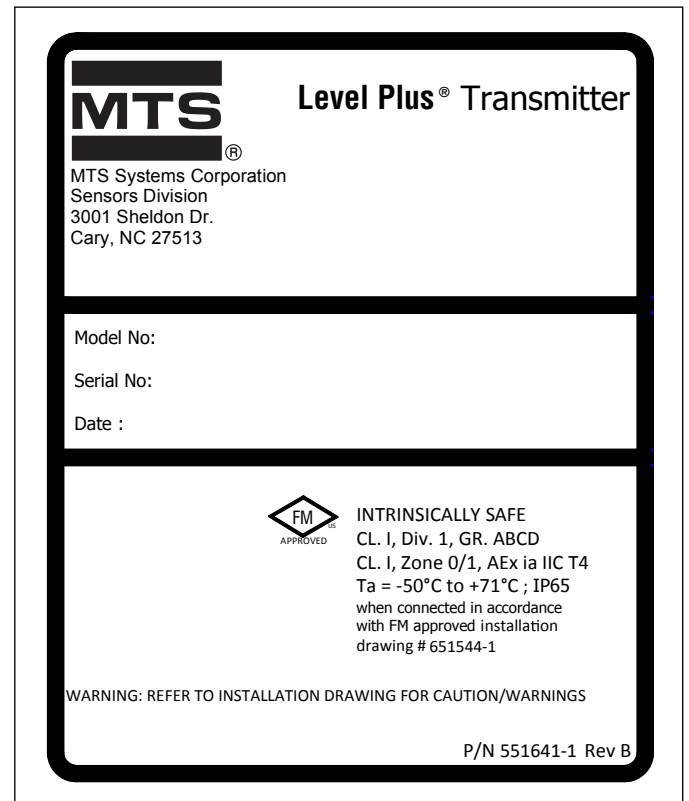 MTS
®
Level Plus® Transmitter
MTS Systems Corporation
Sensors Division
3001 Sheldon Dr.
Cary, NC 27513
Model No:
Serial No:
Date :
FM
us
APPROVED
INTRINSICALLY SAFE
CL. I, Div. 1, GR. ABCD
CL. I, Zone 0/1, AEx ia IIC T4
Ta = -50°C to +71°C ; IP65
when connected in accordance
with FM approved installation
drawing # 651544-1
WARNING: REFER TO INSTALLATION DRAWING FOR CAUTION/WARNINGS
P/N 551641-1 Rev B